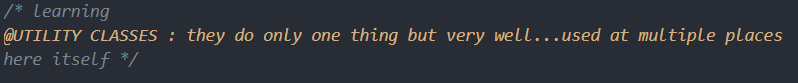 /* learning
@UTILITY CLASSES : they do only one thing but very well...used at multiple places
here itself */